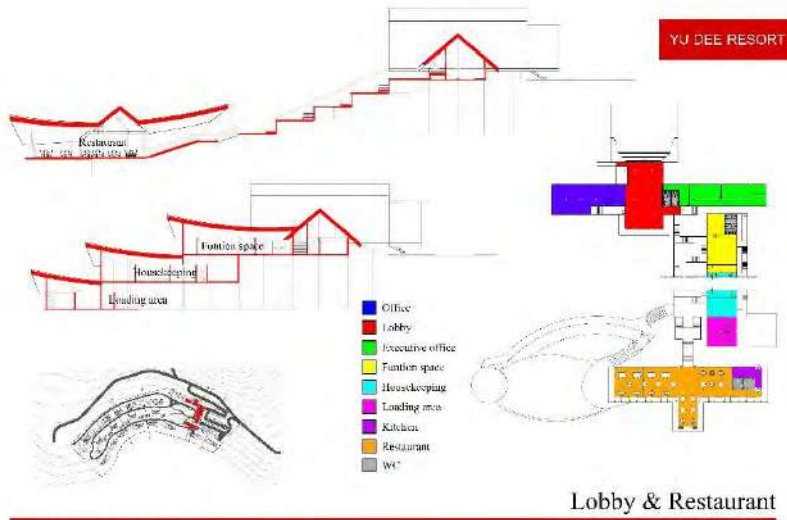 YU DEE RESORT
Restaurant
Funtion space
Housekeeping
Loading area
Office
Lobby
Executive office
Funtion space
Housekeeping
Loading area
Kitchen
Restaurant
WC
Lobby & Restaurant